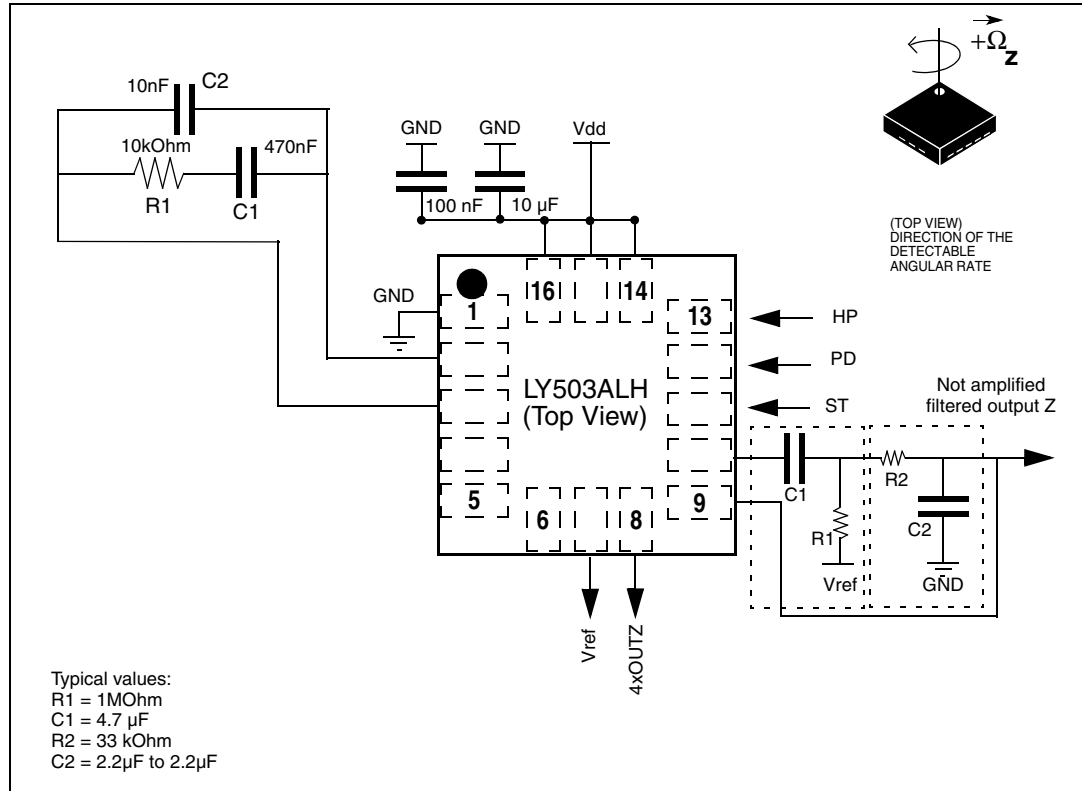 +Ω
z
10nF
C2
10kOhm
470nF
R1
C1
GND
GND
Vdd
100 nF
10 µF
(TOP VIEW)
DIRECTION OF THE
DETECTABLE
ANGULAR RATE
GND
1
16
14
13
HP
PD
ST
LY503ALH
(Top View)
Not amplified
filtered output Z
5
6
8
9
C1
R1
Vref
R2
C2
GND
Vref
4xOUTZ
Typical values:
R1 = 1MOhm
C1 = 4.7 µF
R2 = 33 kOhm
C2 = 2.2µF to 2.2µF